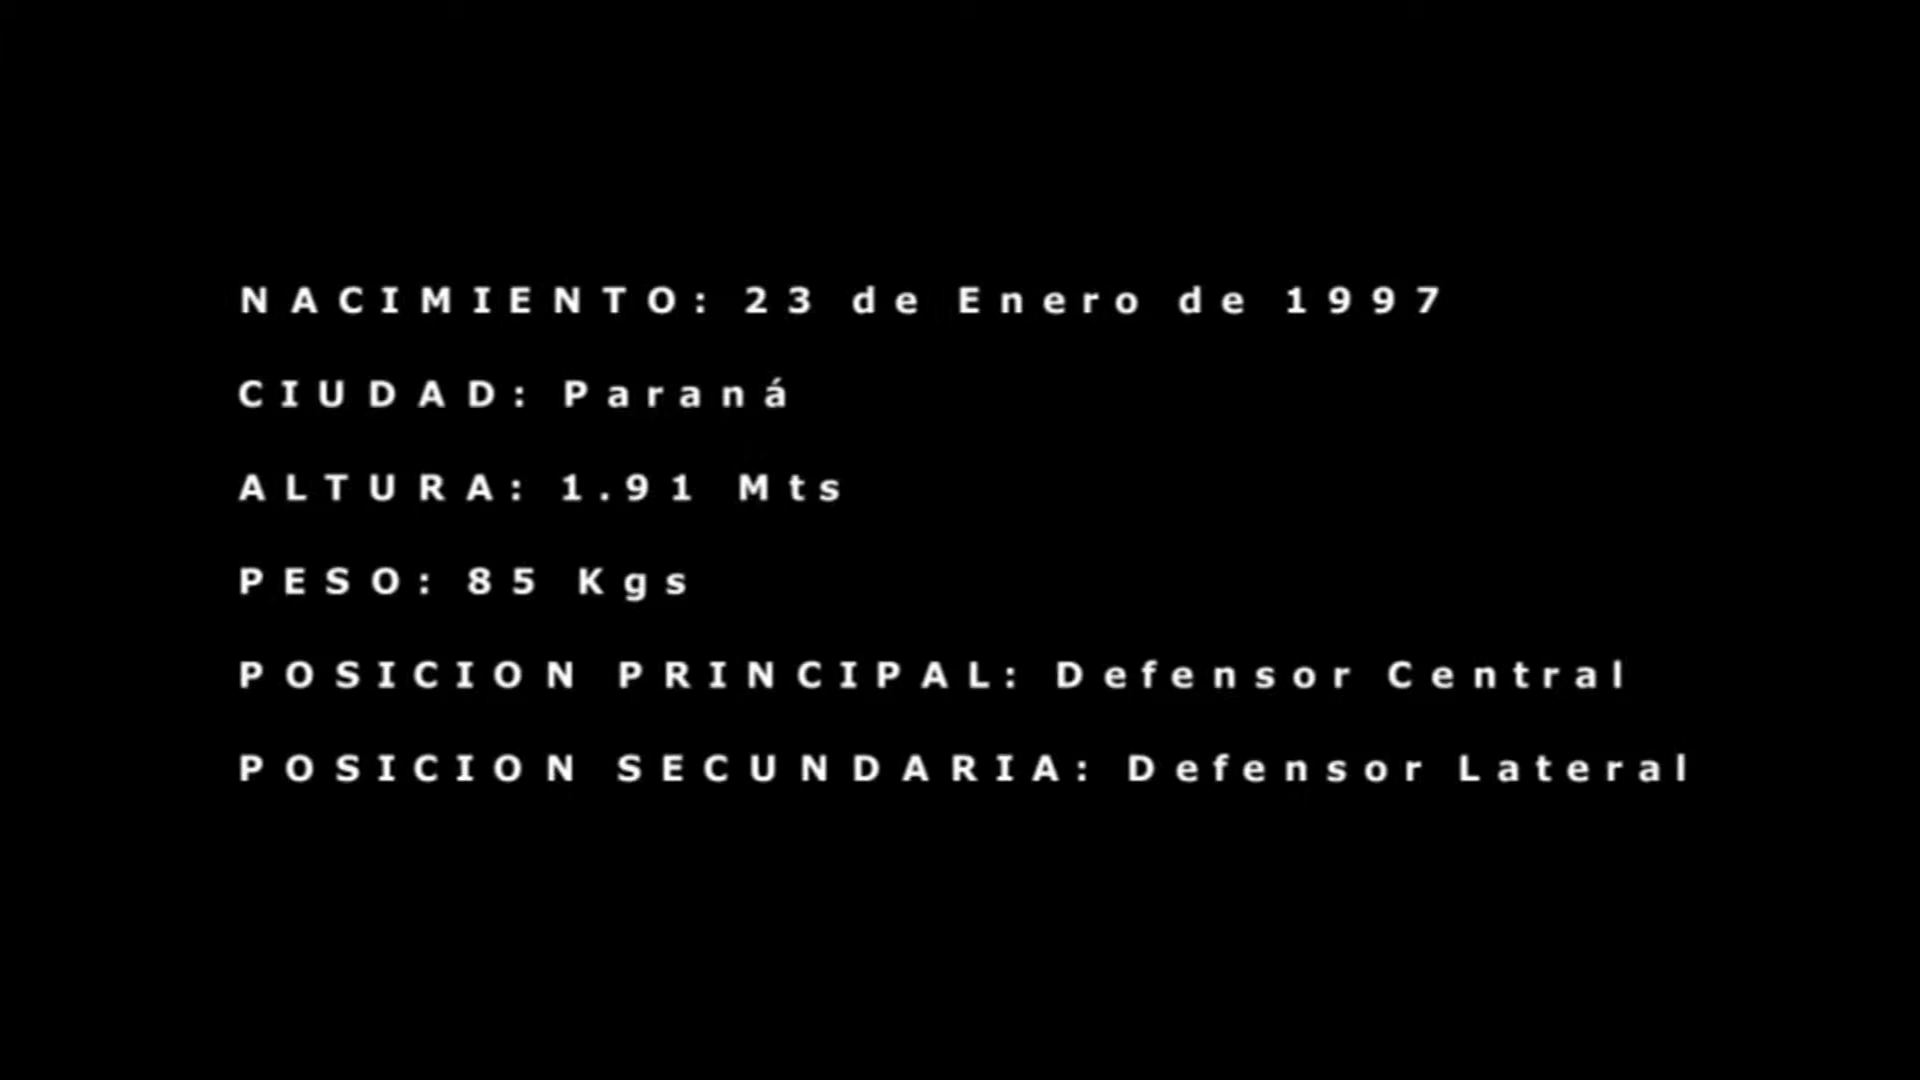 NACIMIENTO: 23 de Enero de 1997
CIUDAD: Paraná
ALTURA: 1.91 Mts
PESO: 85 Kgs
POSICION PRINCIPAL: Defensor Central
POSICION SECUNDARIA: Defensor Lateral